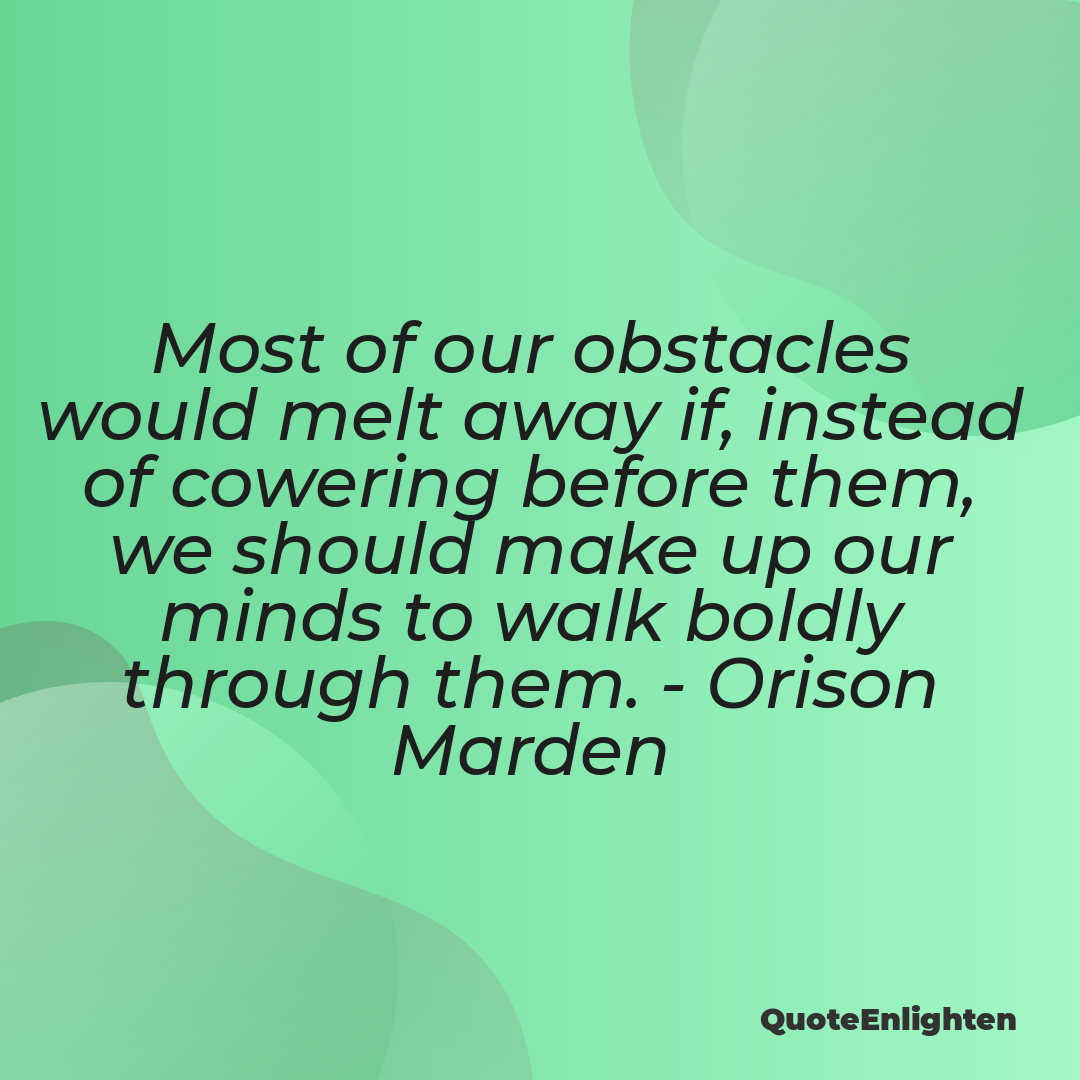 Most of our obstacles
would melt away if, instead
of cowering before them,
we should make up our
minds to walk boldly
through them. - Orison
Marden
QuoteEnlighten